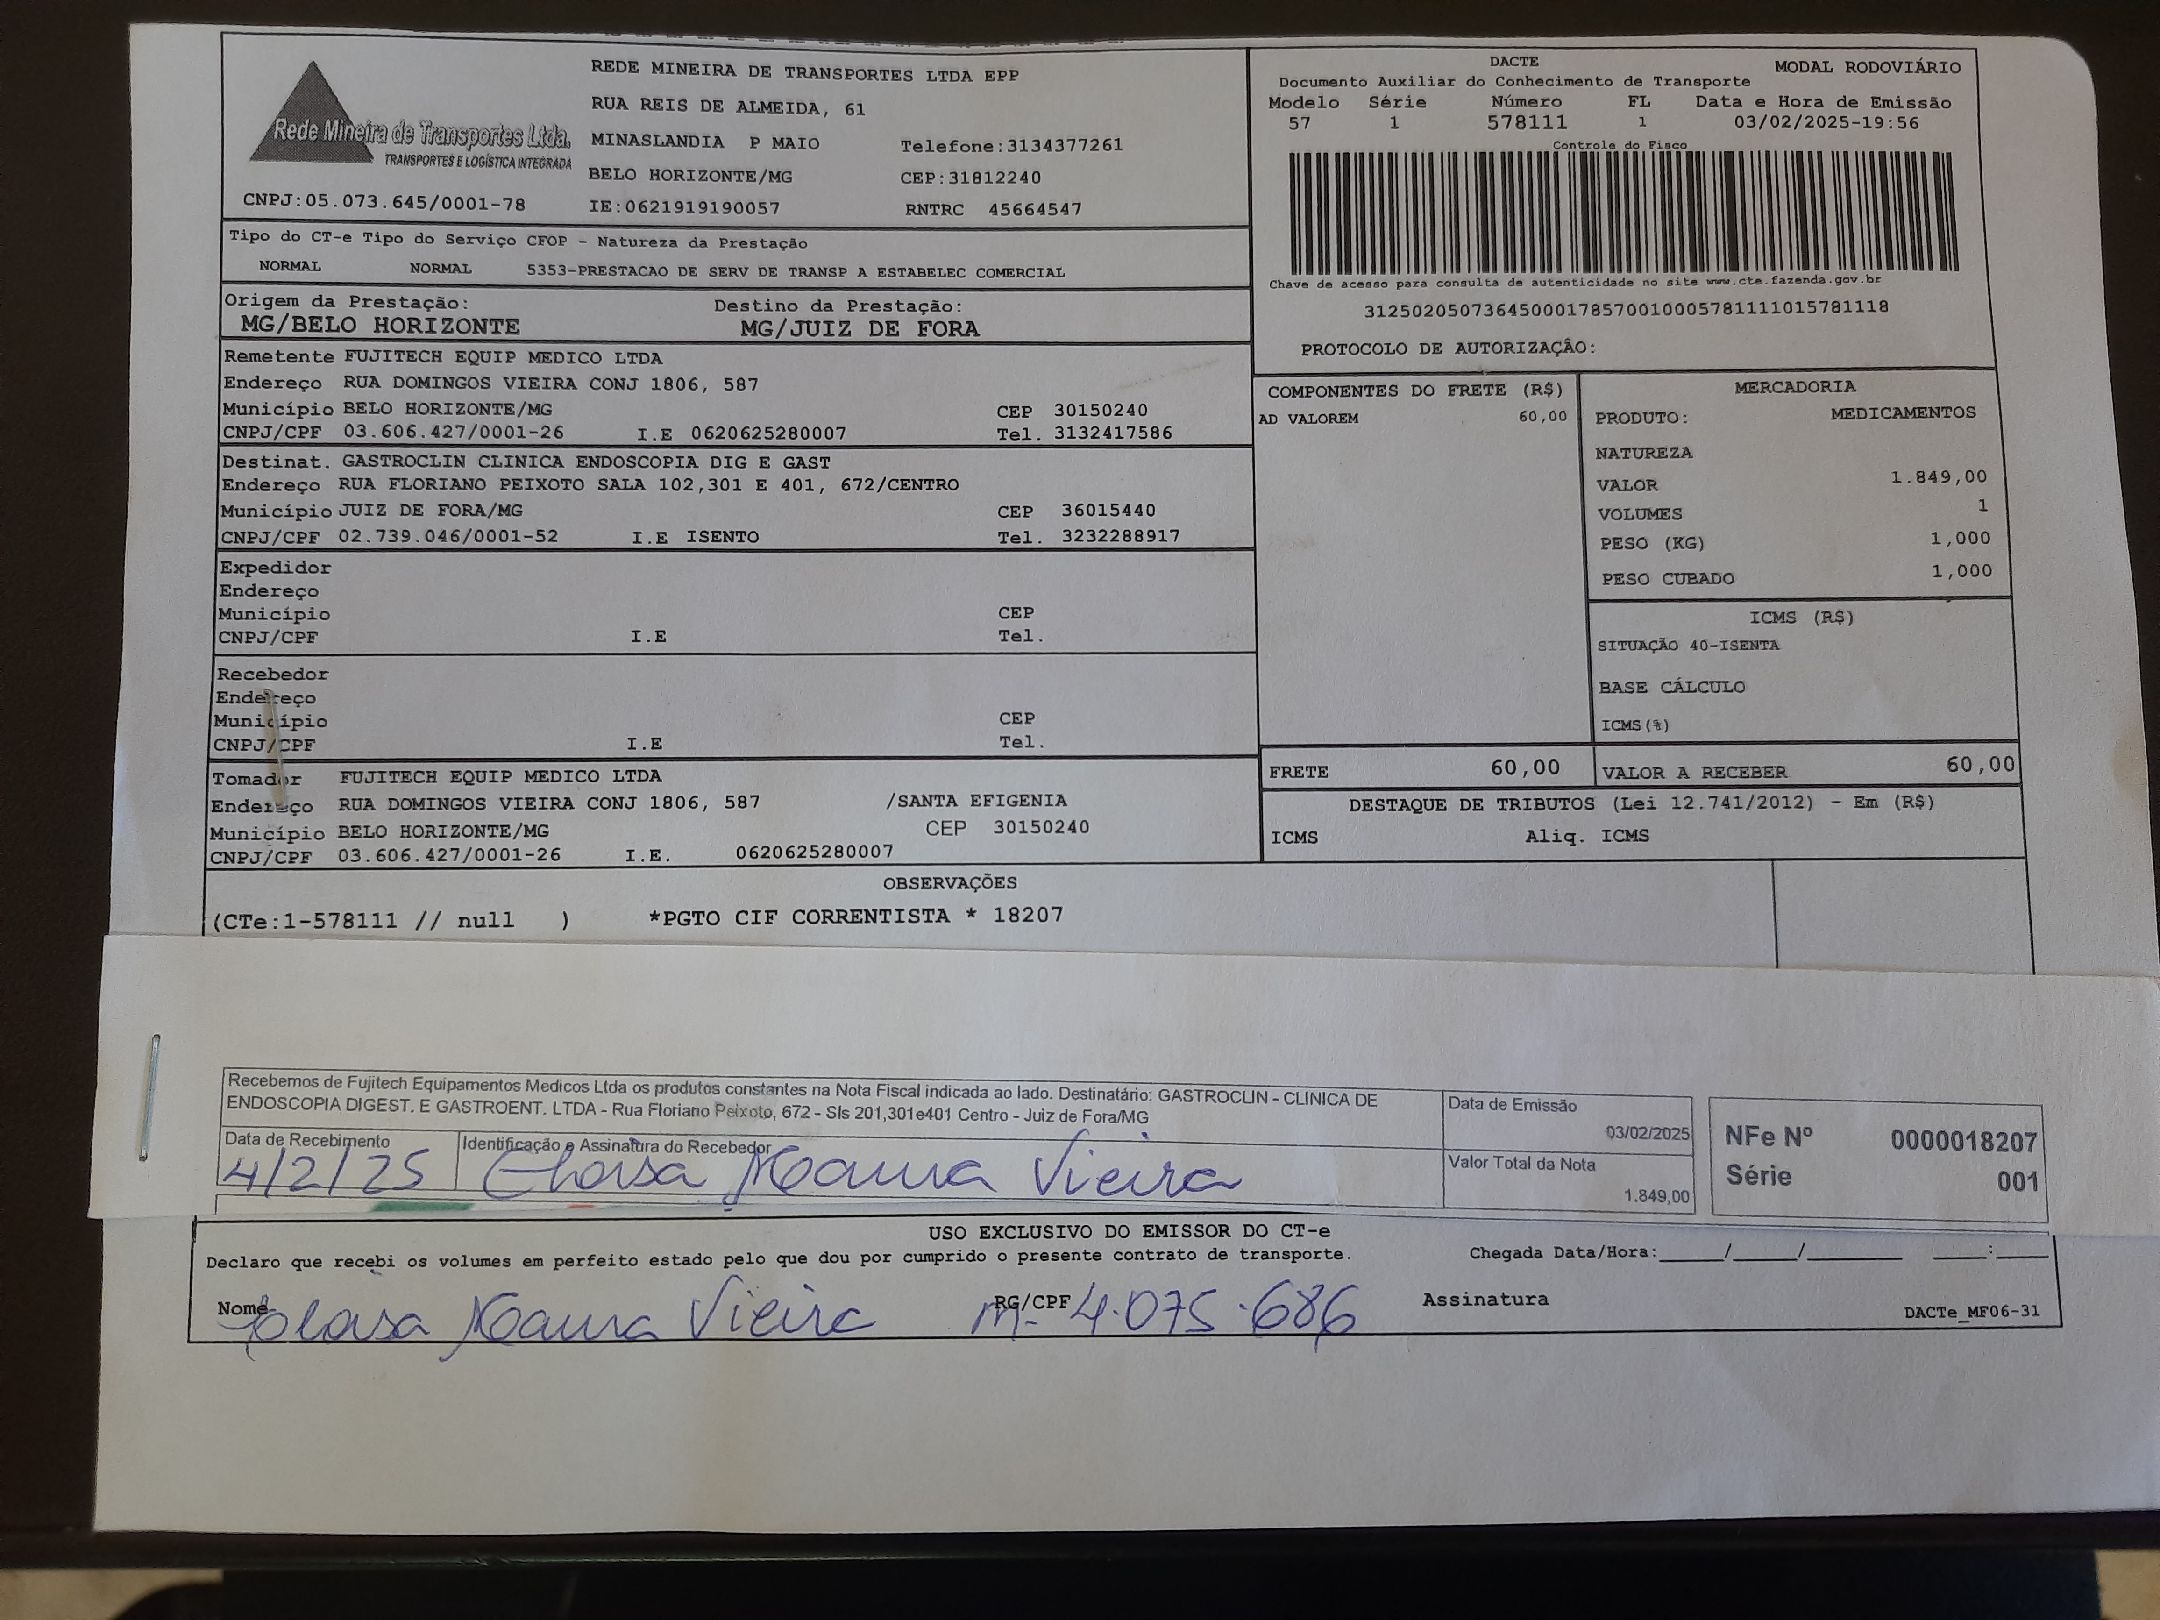 Rede Mineira de Transportes Ltda.
TRANSPORTES E LOGÍSTICA INTEGRADA
CNPJ:05.073.645/0001-78
REDE MINEIRA DE TRANSPORTES LTDA EPP
RUA REIS DE ALMEIDA, 61
MINASLANDIA P MAIO Telefone:3134377261
BELO HORIZONTE/MG CEP:31812240
IE:0621919190057 RNTRC 45664547
DACTE MODAL RODOVIÁRIO
Documento Auxiliar do Conhecimento de Transporte
Modelo Série Número FL Data e Hora de Emissão
57 1 578111 1 03/02/2025-19:56
Controle do Fisco
Chave de acesso para consulta de autenticidade no site www.cte.fazenda.gov.br
31250205073645000178570010005781111015781118
PROTOCOLO DE AUTORIZAÇÃO:
Tipo do CT-e Tipo do Serviço CFOP - Natureza da Prestação
NORMAL NORMAL 5353-PRESTACAO DE SERV DE TRANSP A ESTABELEC COMERCIAL
Origem da Prestação: Destino da Prestação:
MG/BELO HORIZONTE MG/JUIZ DE FORA
Remetente FUJITECH EQUIP MEDICO LTDA
Endereço RUA DOMINGOS VIEIRA CONJ 1806, 587
Município BELO HORIZONTE/MG CEP 30150240
CNPJ/CPF 03.606.427/0001-26 I.E 0620625280007 Tel. 3132417586
Destinat. GASTROCLIN CLINICA ENDOSCOPIA DIG E GAST
Endereço RUA FLORIANO PEIXOTO SALA 102,301 E 401, 672/CENTRO
Município JUIZ DE FORA/MG CEP 36015440
CNPJ/CPF 02.739.046/0001-52 I.E ISENTO Tel. 3232288917
Expedidor
Endereço
Município CEP
CNPJ/CPF I.E Tel.
Recebedor
Endereço
Município CEP
CNPJ/CPF I.E Tel.
Tomador FUJITECH EQUIP MEDICO LTDA
Endereço RUA DOMINGOS VIEIRA CONJ 1806, 587 /SANTA EFIGENIA
Município BELO HORIZONTE/MG CEP 30150240
CNPJ/CPF 03.606.427/0001-26 I.E. 0620625280007
COMPONENTES DO FRETE (R$)
AD VALOREM 60,00
MERCADORIA
PRODUTO: MEDICAMENTOS
NATUREZA
VALOR 1.849,00
VOLUMES 1
PESO (KG) 1,000
PESO CUBADO 1,000
ICMS (R$)
SITUAÇÃO 40-ISENTA
BASE CÁLCULO
ICMS(%)
FRETE 60,00 VALOR A RECEBER 60,00
DESTAQUE DE TRIBUTOS (Lei 12.741/2012) - Em (R$)
ICMS Aliq. ICMS
OBSERVAÇÕES
(CTe:1-578111 // null ) *PGTO CIF CORRENTISTA * 18207
Recebemos de Fujitech Equipamentos Medicos Ltda os produtos constantes na Nota Fiscal indicada ao lado. Destinatário: GASTROCLIN - CLINICA DE
ENDOSCOPIA DIGEST. E GASTROENT. LTDA - Rua Floriano Peixoto, 672 - Sls 201,301e401 Centro - Juiz de Fora/MG
Data de Recebimento Identificação e Assinatura do Recebedor
4/2/25 Vieira
Data de Emissão
03/02/2025
Valor Total da Nota
1.849,00
NFe Nº 0000018207
Série 001
USO EXCLUSIVO DO EMISSOR DO CT-e
Declaro que recebi os volumes em perfeito estado pelo que dou por cumprido o presente contrato de transporte. Chegada Data/Hora:____/____/______ ____:____
Nome Vieira RG/CPF M- 4.075.686 Assinatura
DACTe_MF06-31